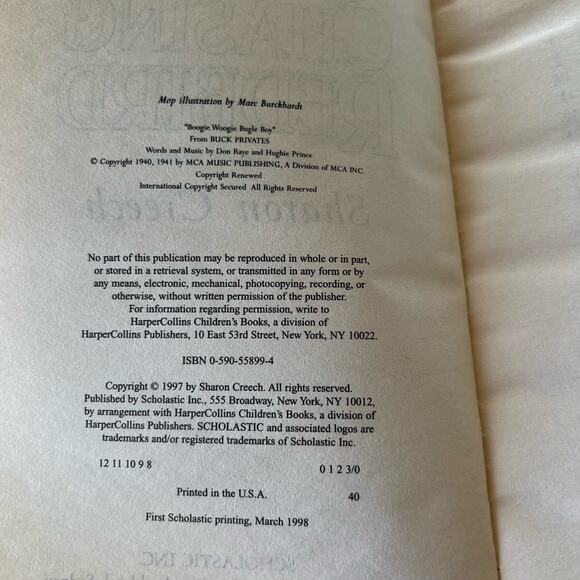 Map illustration by Marc Burckhardt
"Boogie Woogie Bugle Boy"
From BUCK PRIVATES
Words and Music by Don Raye and Hughie Prince
© Copyright 1940, 1941 by MCA MUSIC PUBLISHING, A Division of MCA INC.
Copyright Renewed
International Copyright Secured All Rights Reserved
No part of this publication may be reproduced in whole or in part,
or stored in a retrieval system, or transmitted in any form or by
any means, electronic, mechanical, photocopying, recording, or
otherwise, without written permission of the publisher.
For information regarding permission, write to
HarperCollins Children's Books, a division of
HarperCollins Publishers, 10 East 53rd Street, New York, NY 10022.
ISBN 0-590-55899-4
Copyright © 1997 by Sharon Creech. All rights reserved.
Published by Scholastic Inc., 555 Broadway, New York, NY 10012,
by arrangement with HarperCollins Children's Books, a division of
HarperCollins Publishers. SCHOLASTIC and associated logos are
trademarks and/or registered trademarks of Scholastic Inc.
12 11 10 9 8 0 1 2 3/0
Printed in the U.S.A. 40
First Scholastic printing, March 1998